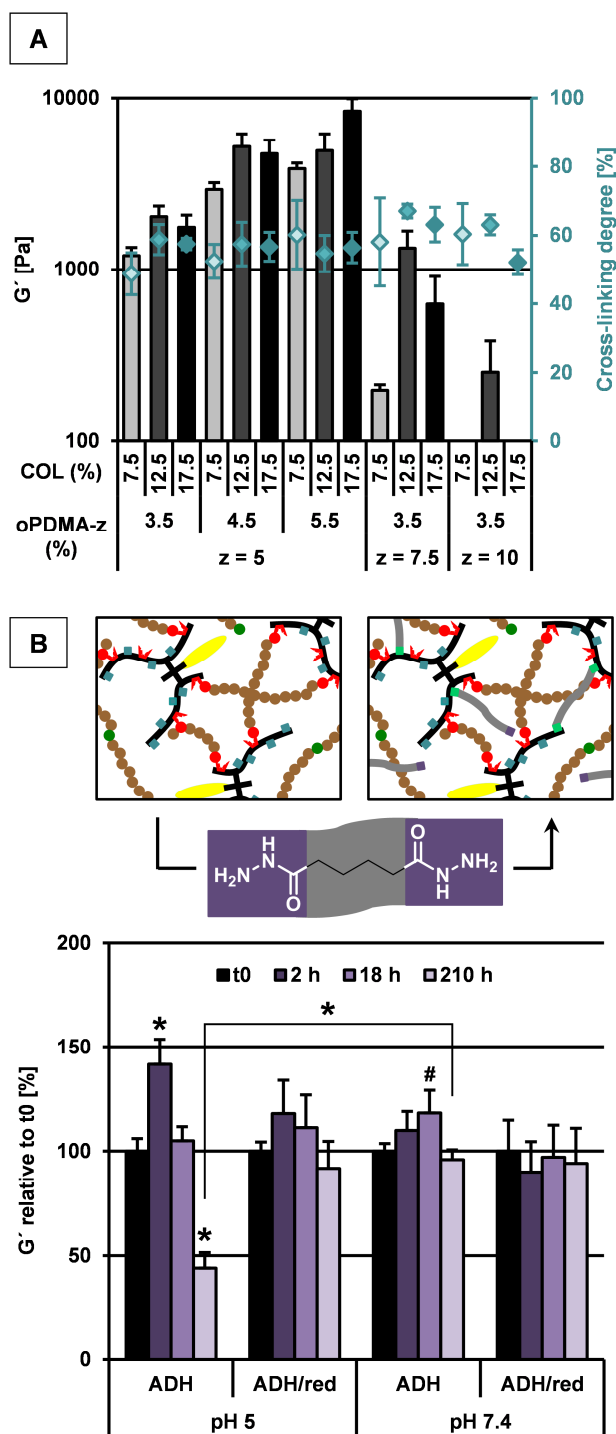 A
10000
1000
100
G´ [Pa]
100
80
60
40
20
0
Cross-linking degree [%]
COL (%)
7.5 12.5 17.5 7.5 12.5 17.5 7.5 12.5 17.5 7.5 12.5 17.5 7.5 12.5 17.5
oPDMA-z (%)
3.5 4.5 5.5 3.5 3.5
z = 5 z = 7.5 z = 10
B
H₂N N H O O N H NH₂
200
150
100
50
0
G´ relative to t0 [%]
t0 2 h 18 h 210 h
*
*
#
*
ADH ADH/red ADH ADH/red
pH 5 pH 7.4